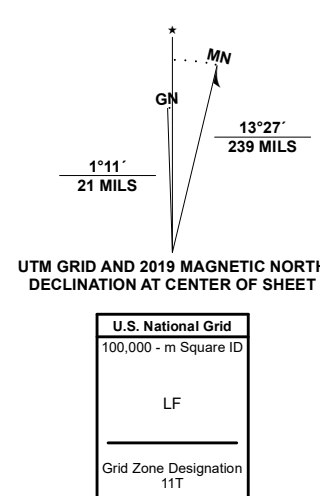 ★
MN
GN
13°27´
239 MILS
1°11´
21 MILS
UTM GRID AND 2019 MAGNETIC NORTH
DECLINATION AT CENTER OF SHEET
U.S. National Grid
100,000 - m Square ID
LF
Grid Zone Designation
11T